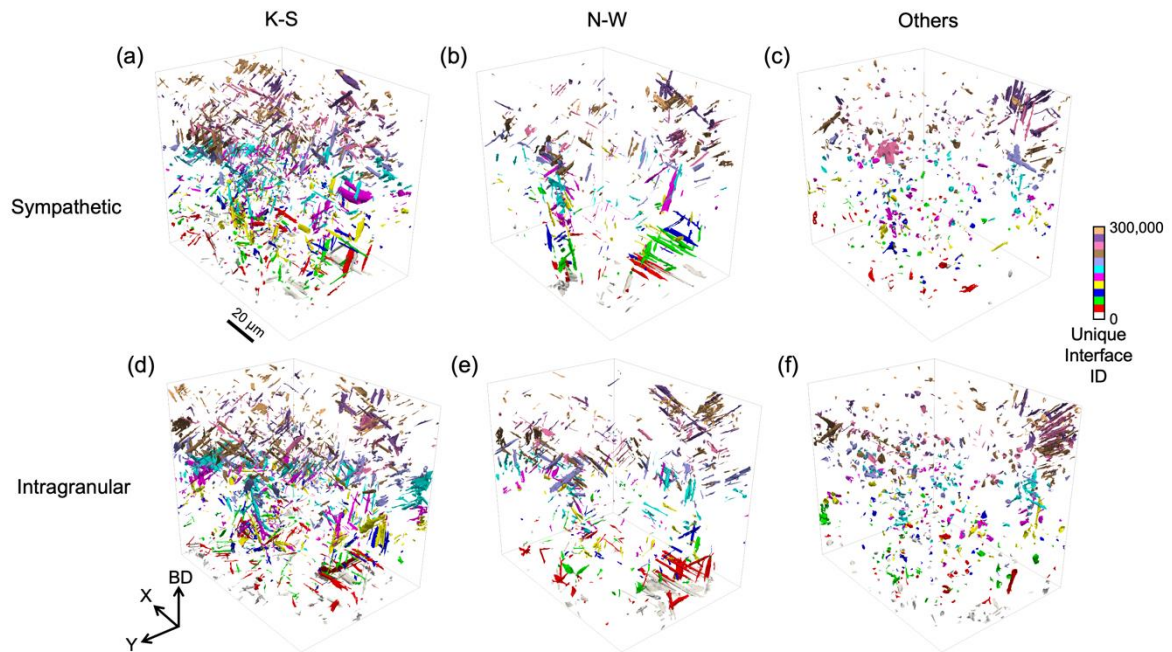 K-S N-W Others
(a) (b) (c)
Sympathetic
300,000
0
Unique
Interface
ID
20 μm
(d) (e) (f)
Intragranular
BD
X
Y